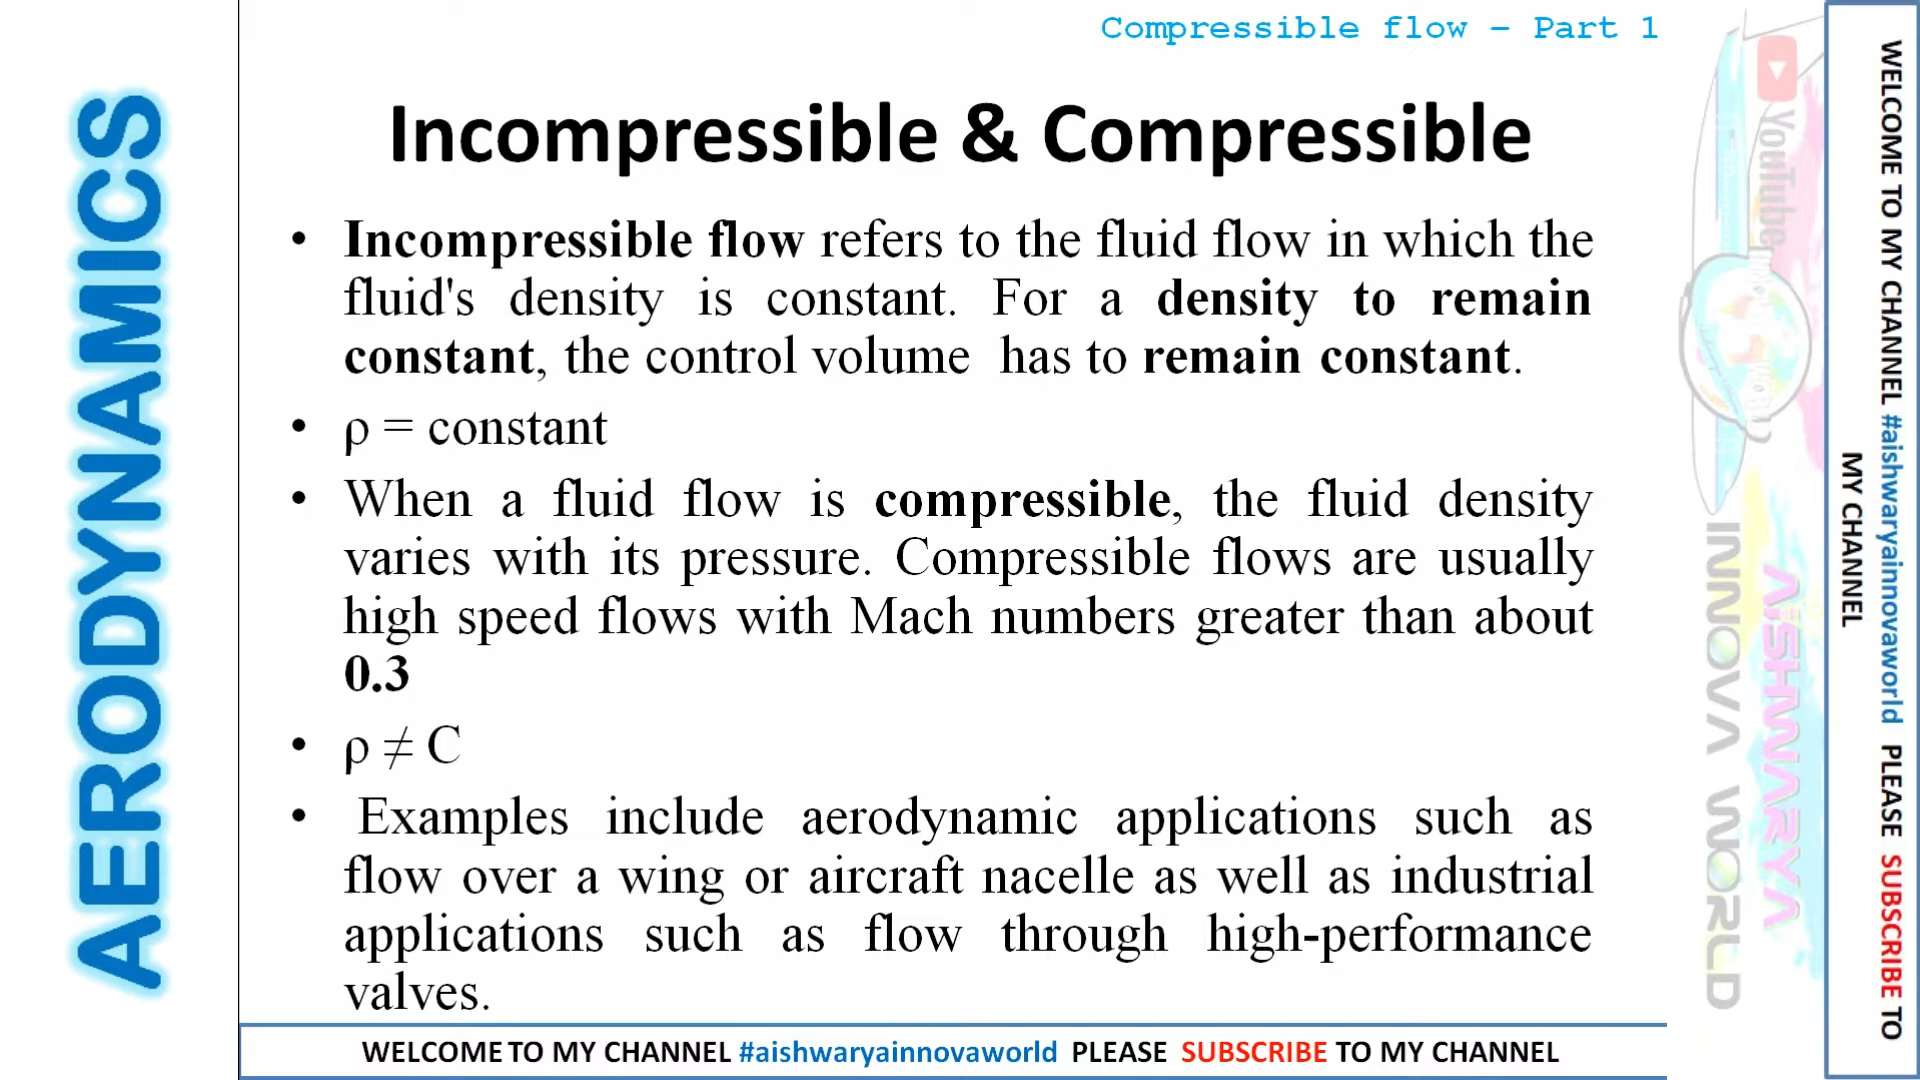 Compressible flow – Part 1
AERODYNAMICS
Incompressible & Compressible
• Incompressible flow refers to the fluid flow in which the
fluid's density is constant. For a density to remain
constant, the control volume has to remain constant.
• ρ = constant
• When a fluid flow is compressible, the fluid density
varies with its pressure. Compressible flows are usually
high speed flows with Mach numbers greater than about
0.3
• ρ ≠ C
• Examples include aerodynamic applications such as
flow over a wing or aircraft nacelle as well as industrial
applications such as flow through high-performance
valves.
WELCOME TO MY CHANNEL #aishwaryainnovaworld PLEASE SUBSCRIBE TO MY CHANNEL
YouTube
AISHWARYA
INNOVA WORLD
WELCOME TO MY CHANNEL #aishwaryainnovaworld PLEASE SUBSCRIBE TO
MY CHANNEL